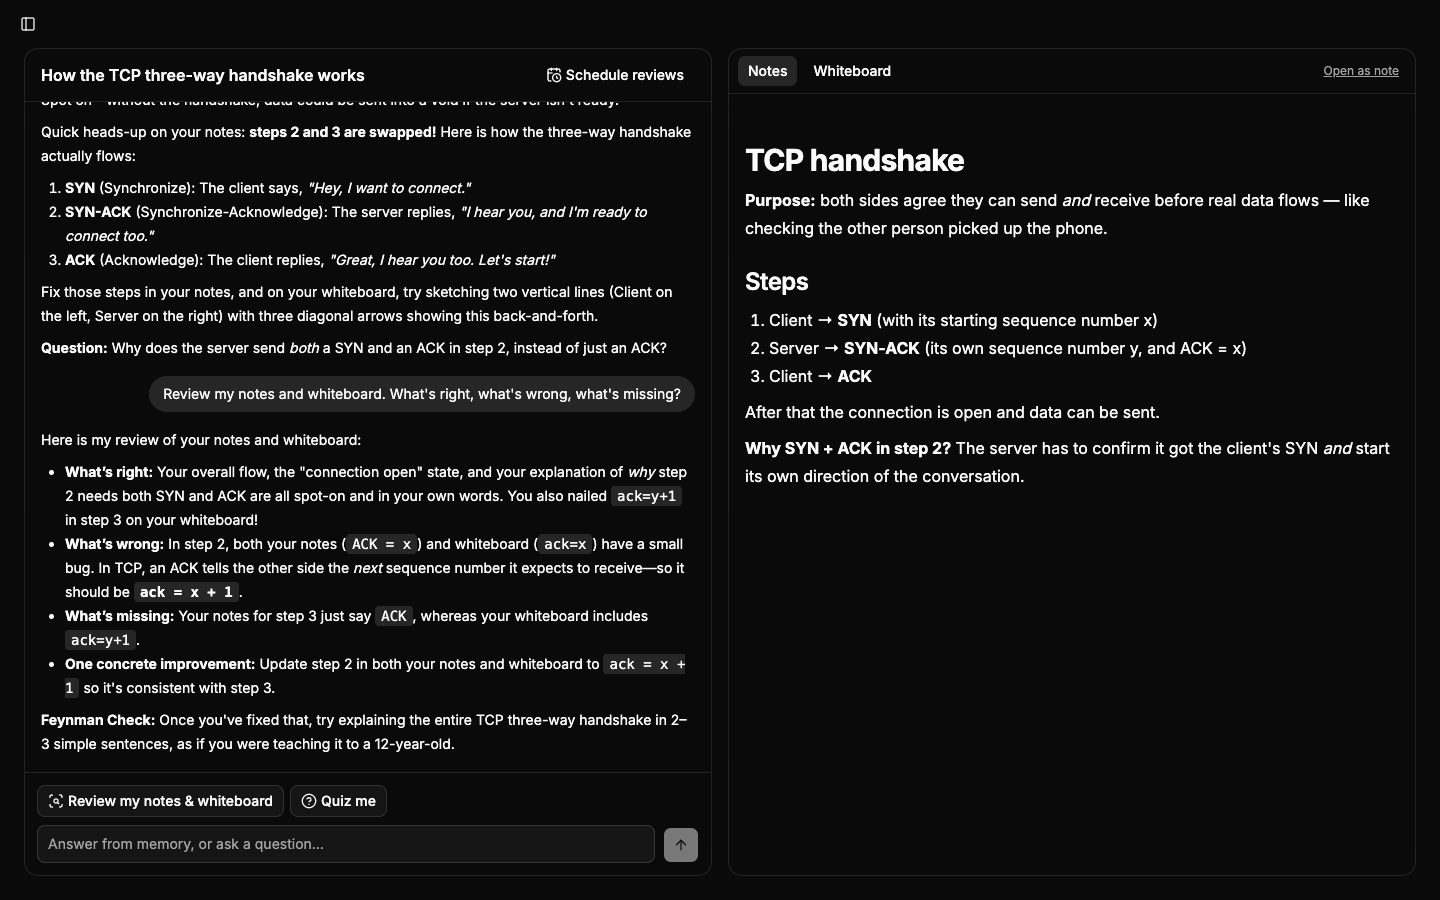 How the TCP three-way handshake works
Schedule reviews
Spot on—without the handshake, data could be sent into a void if the server isn't ready.
Quick heads-up on your notes: steps 2 and 3 are swapped! Here is how the three-way handshake
actually flows:
1. SYN (Synchronize): The client says, "Hey, I want to connect."
2. SYN-ACK (Synchronize-Acknowledge): The server replies, "I hear you, and I'm ready to
connect too."
3. ACK (Acknowledge): The client replies, "Great, I hear you too. Let's start!"
Fix those steps in your notes, and on your whiteboard, try sketching two vertical lines (Client on
the left, Server on the right) with three diagonal arrows showing this back-and-forth.
Question: Why does the server send both a SYN and an ACK in step 2, instead of just an ACK?
Review my notes and whiteboard. What's right, what's wrong, what's missing?
Here is my review of your notes and whiteboard:
• What's right: Your overall flow, the "connection open" state, and your explanation of why step
2 needs both SYN and ACK are all spot-on and in your own words. You also nailed ack=y+1
in step 3 on your whiteboard!
• What's wrong: In step 2, both your notes (ACK = x) and whiteboard (ack=x) have a small
bug. In TCP, an ACK tells the other side the next sequence number it expects to receive—so it
should be ack = x + 1.
• What's missing: Your notes for step 3 just say ACK, whereas your whiteboard includes
ack=y+1.
• One concrete improvement: Update step 2 in both your notes and whiteboard to ack = x +
1 so it's consistent with step 3.
Feynman Check: Once you've fixed that, try explaining the entire TCP three-way handshake in 2–
3 simple sentences, as if you were teaching it to a 12-year-old.
Review my notes & whiteboard
Quiz me
Answer from memory, or ask a question...
Notes
Whiteboard
Open as note
TCP handshake
Purpose: both sides agree they can send and receive before real data flows — like
checking the other person picked up the phone.
Steps
1. Client → SYN (with its starting sequence number x)
2. Server → SYN-ACK (its own sequence number y, and ACK = x)
3. Client → ACK
After that the connection is open and data can be sent.
Why SYN + ACK in step 2? The server has to confirm it got the client's SYN and start
its own direction of the conversation.